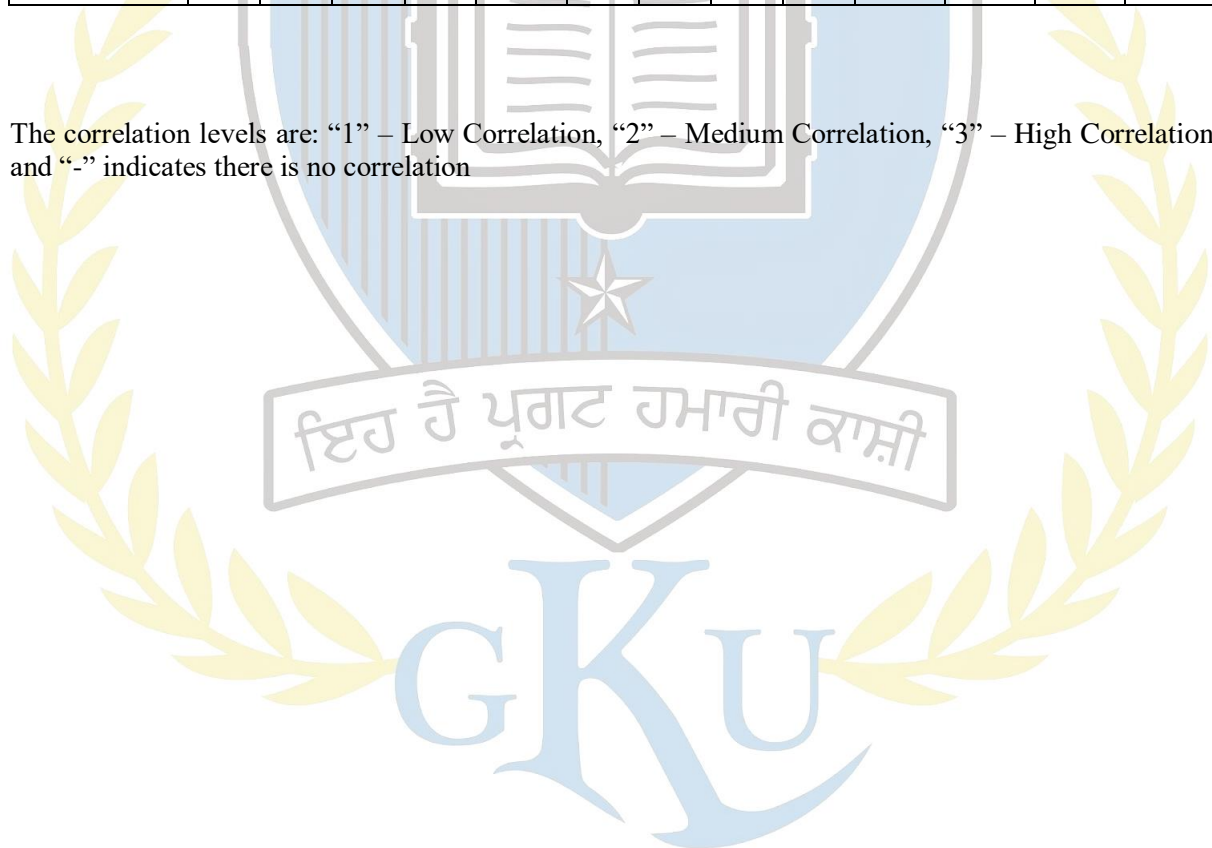 The correlation levels are: “1” – Low Correlation, “2” – Medium Correlation, “3” – High Correlation
and “-” indicates there is no correlation
ਇਹ ਹੈ ਪ੍ਰਗਟ ਹਮਾਰੀ ਕਾਸ਼ੀ
GKU